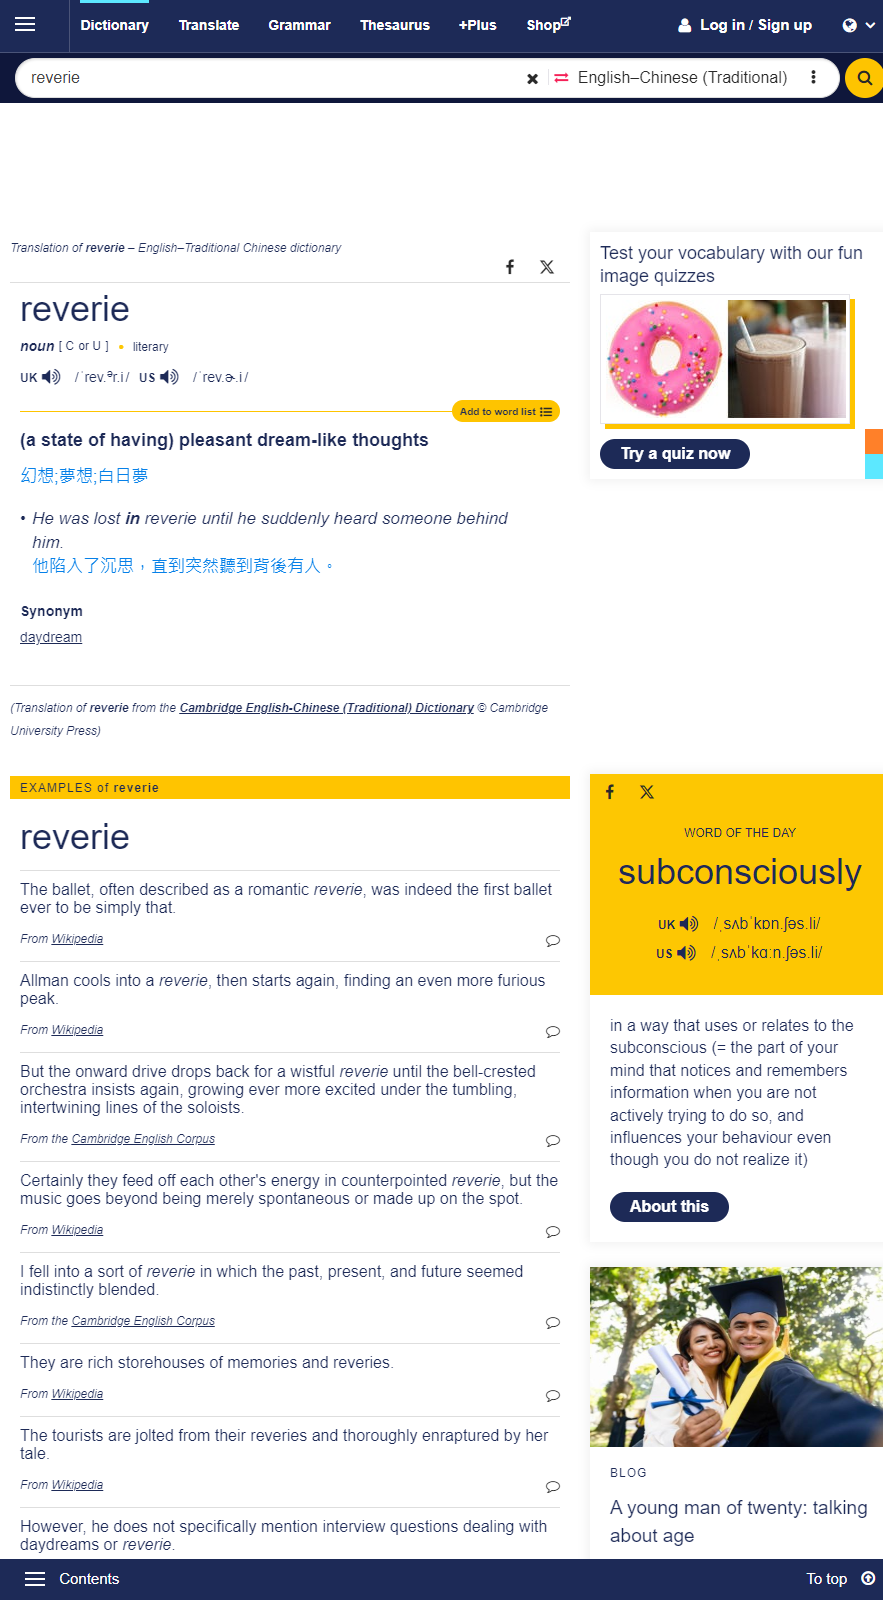 Dictionary Translate Grammar Thesaurus +Plus Shop Log in / Sign up
reverie English–Chinese (Traditional)
Translation of reverie – English–Traditional Chinese dictionary
reverie
noun [ C or U ] • literary
UK /ˈrev.ᵊr.i/ US /ˈrev.ɚ.i/
Add to word list
(a state of having) pleasant dream-like thoughts
幻想;夢想;白日夢
• He was lost in reverie until he suddenly heard someone behind
him.
他陷入了沉思，直到突然聽到背後有人。
Synonym
daydream
(Translation of reverie from the Cambridge English-Chinese (Traditional) Dictionary © Cambridge
University Press)
EXAMPLES of reverie
reverie
The ballet, often described as a romantic reverie, was indeed the first ballet
ever to be simply that.
From Wikipedia
Allman cools into a reverie, then starts again, finding an even more furious
peak.
From Wikipedia
But the onward drive drops back for a wistful reverie until the bell-crested
orchestra insists again, growing ever more excited under the tumbling,
intertwining lines of the soloists.
From the Cambridge English Corpus
Certainly they feed off each other's energy in counterpointed reverie, but the
music goes beyond being merely spontaneous or made up on the spot.
From Wikipedia
I fell into a sort of reverie in which the past, present, and future seemed
indistinctly blended.
From the Cambridge English Corpus
They are rich storehouses of memories and reveries.
From Wikipedia
The tourists are jolted from their reveries and thoroughly enraptured by her
tale.
From Wikipedia
However, he does not specifically mention interview questions dealing with
daydreams or reverie.
Test your vocabulary with our fun
image quizzes
Try a quiz now
WORD OF THE DAY
subconsciously
UK /ˌsʌbˈkɒn.ʃəs.li/
US /ˌsʌbˈkɑːn.ʃəs.li/
in a way that uses or relates to the
subconscious (= the part of your
mind that notices and remembers
information when you are not
actively trying to do so, and
influences your behaviour even
though you do not realize it)
About this
BLOG
A young man of twenty: talking
about age
Contents To top